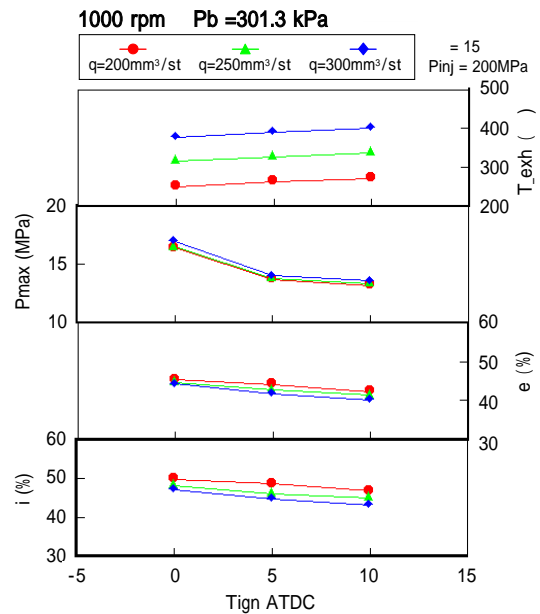 1000 rpm Pb =301.3 kPa
q=200mm³/st q=250mm³/st q=300mm³/st
= 15
Pinj = 200MPa
500
400
300
200
T_exh ( )
20
15
10
Pmax (MPa)
60
50
40
30
e (%)
60
50
40
30
i (%)
-5 0 5 10 15
Tign ATDC